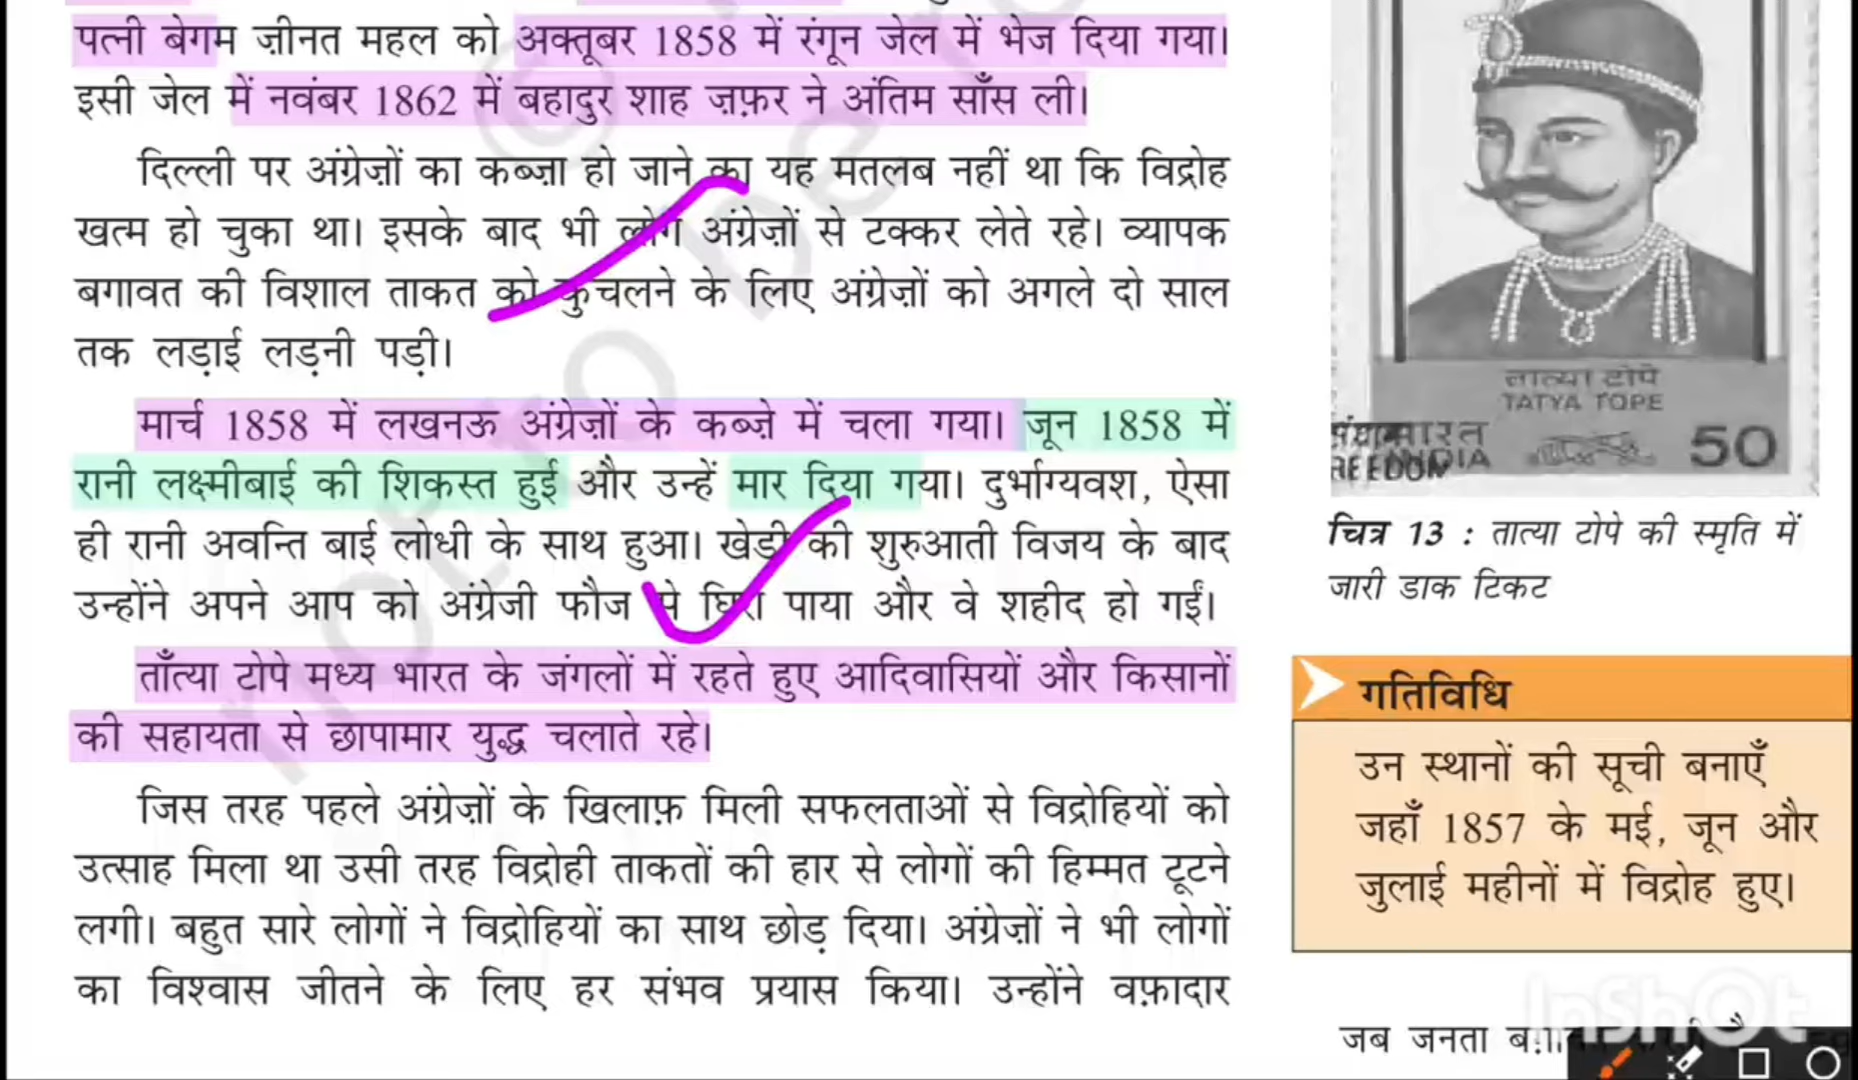 पत्नी बेगम ज़ीनत महल को अक्तूबर 1858 में रंगून जेल में भेज दिया गया।
इसी जेल में नवंबर 1862 में बहादुर शाह ज़फ़र ने अंतिम साँस ली।
दिल्ली पर अंग्रेज़ों का कब्ज़ा हो जाने का यह मतलब नहीं था कि विद्रोह
खत्म हो चुका था। इसके बाद भी लोग अंग्रेज़ों से टक्कर लेते रहे। व्यापक
बगावत की विशाल ताकत को कुचलने के लिए अंग्रेज़ों को अगले दो साल
तक लड़ाई लड़नी पड़ी।
मार्च 1858 में लखनऊ अंग्रेज़ों के कब्ज़े में चला गया। जून 1858 में
रानी लक्ष्मीबाई की शिकस्त हुई और उन्हें मार दिया गया। दुर्भाग्यवश, ऐसा
ही रानी अवन्ति बाई लोधी के साथ हुआ। खेड़ी की शुरुआती विजय के बाद
उन्होंने अपने आप को अंग्रेज़ी फौज से घिरा पाया और वे शहीद हो गईं।
ताँत्या टोपे मध्य भारत के जंगलों में रहते हुए आदिवासियों और किसानों
की सहायता से छापामार युद्ध चलाते रहे।
जिस तरह पहले अंग्रेज़ों के खिलाफ़ मिली सफलताओं से विद्रोहियों को
उत्साह मिला था उसी तरह विद्रोही ताकतों की हार से लोगों की हिम्मत टूटने
लगी। बहुत सारे लोगों ने विद्रोहियों का साथ छोड़ दिया। अंग्रेज़ों ने भी लोगों
का विश्वास जीतने के लिए हर संभव प्रयास किया। उन्होंने वफ़ादार
तात्या टोपे
TATYA TOPE
भारत
INDIA
50
चित्र 13 : तात्या टोपे की स्मृति में
जारी डाक टिकट
गतिविधि
उन स्थानों की सूची बनाएँ
जहाँ 1857 के मई, जून और
जुलाई महीनों में विद्रोह हुए।
जब जनता
InShOt